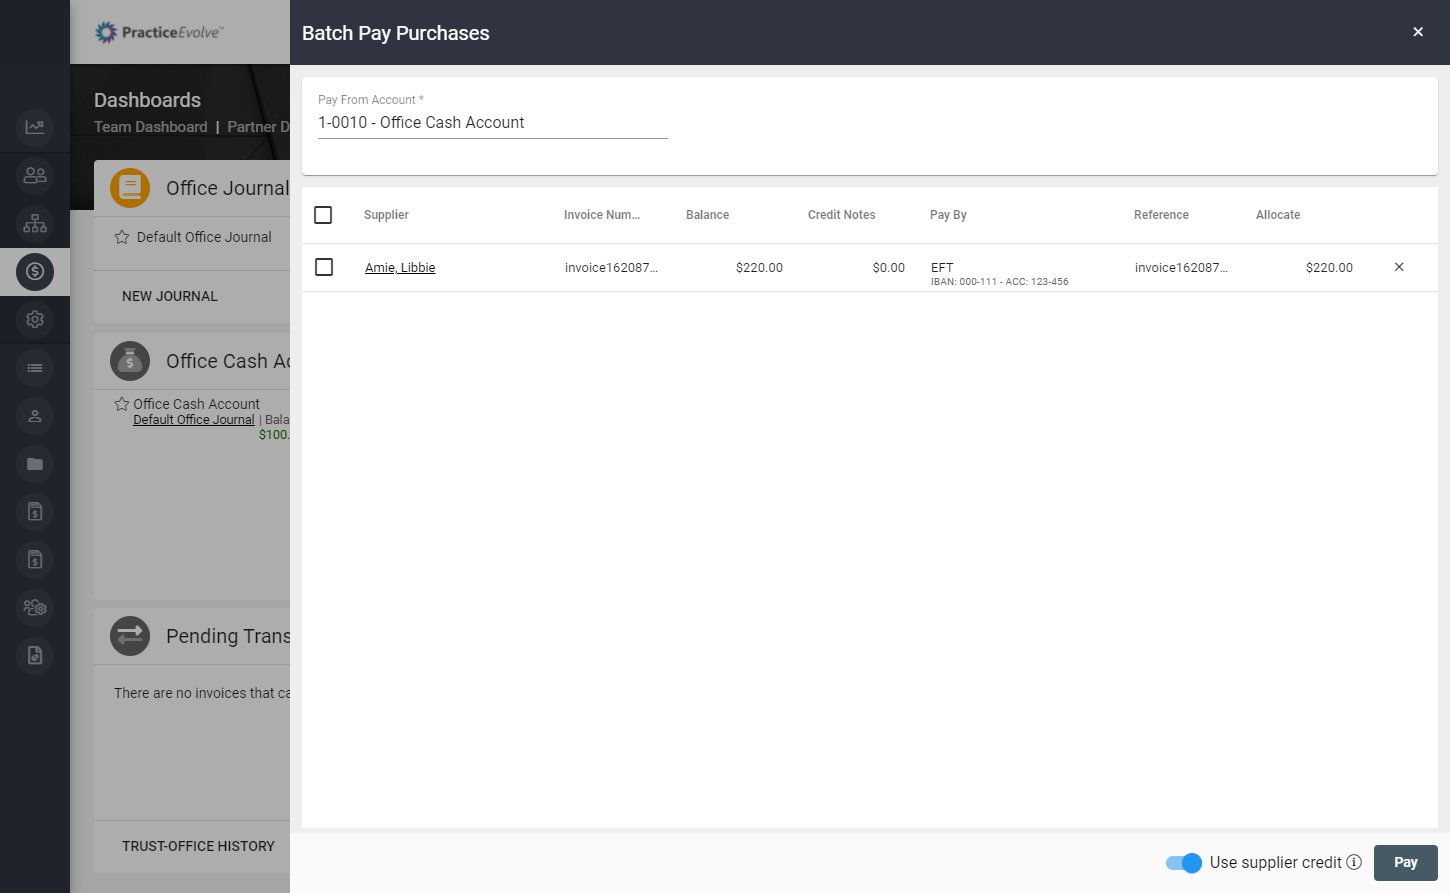 PracticeEvolve™
Dashboards
Team Dashboard | Partner D
Office Journal
Default Office Journal
NEW JOURNAL
Office Cash Ac
Office Cash Account
Default Office Journal | Bala
$100.
Pending Trans
There are no invoices that ca
TRUST-OFFICE HISTORY
Batch Pay Purchases
Pay From Account *
1-0010 - Office Cash Account
Supplier Invoice Num... Balance Credit Notes Pay By Reference Allocate
Amie, Libbie invoice162087... $220.00 $0.00 EFT invoice162087... $220.00
IBAN: 000-111 - ACC: 123-456
Use supplier credit Pay